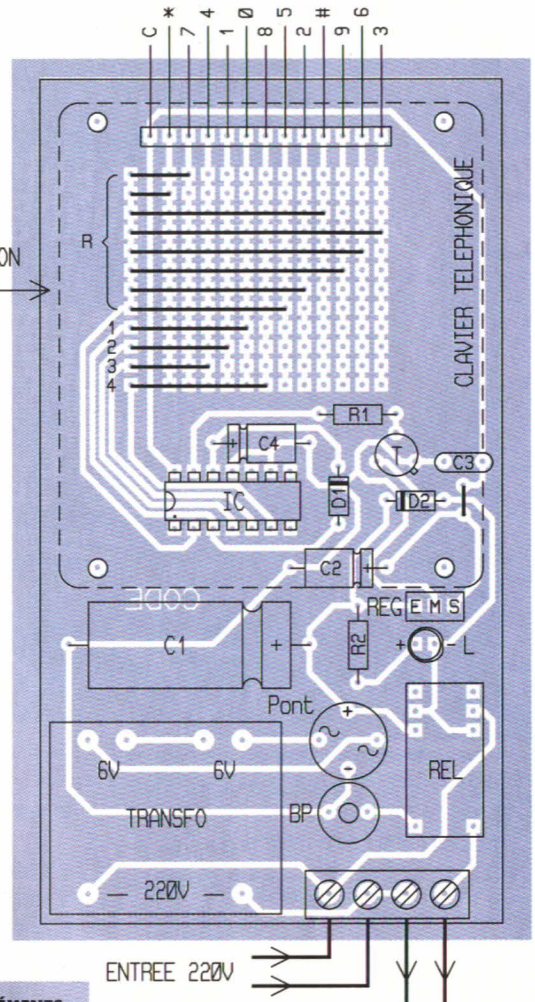 C * 7 4 1 0 8 5 2 # 9 6 3
ON
R
CLAVIER TELEPHONIQUE
1
2
3
4
R1
C4
T
C3
IC
D1
D2
C2
CODE
REG E M S
C1
+
R2
+ - L
Pont
+
6V 6V
-
REL
TRANSFO
BP
220V
ENTREE 220V